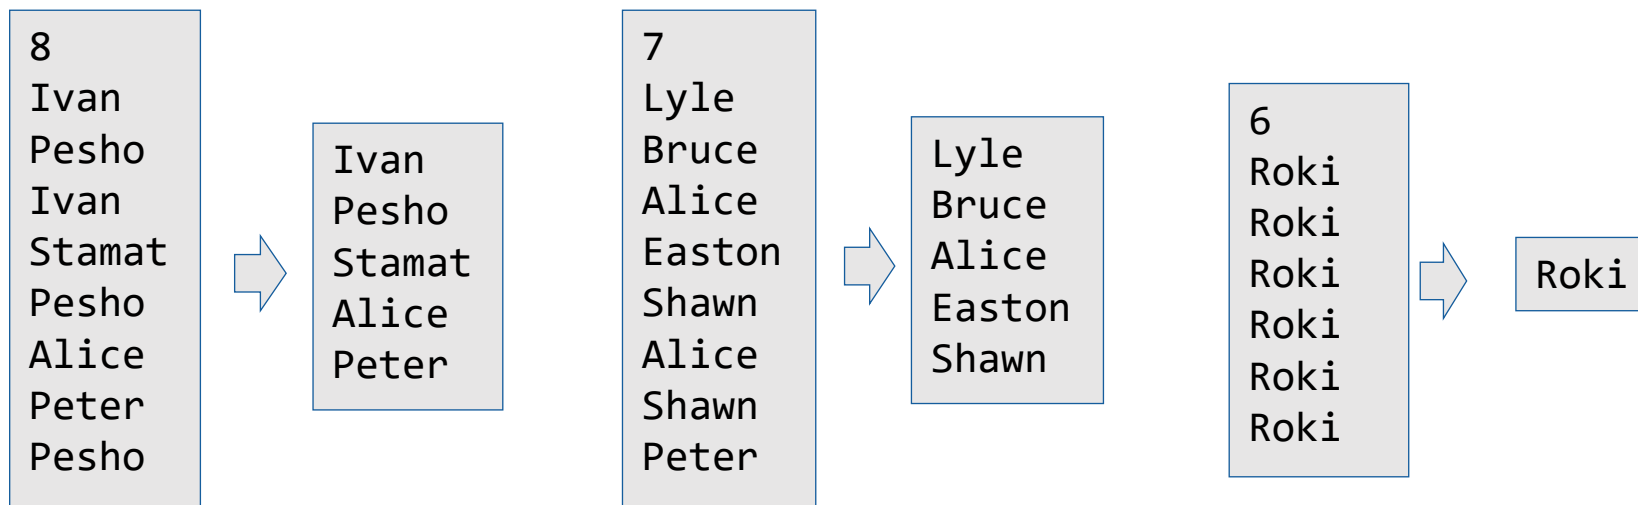 8
Ivan
Pesho
Ivan
Stamat
Pesho
Alice
Peter
Pesho
Ivan
Pesho
Stamat
Alice
Peter
7
Lyle
Bruce
Alice
Easton
Shawn
Alice
Shawn
Peter
Lyle
Bruce
Alice
Easton
Shawn
6
Roki
Roki
Roki
Roki
Roki
Roki
Roki